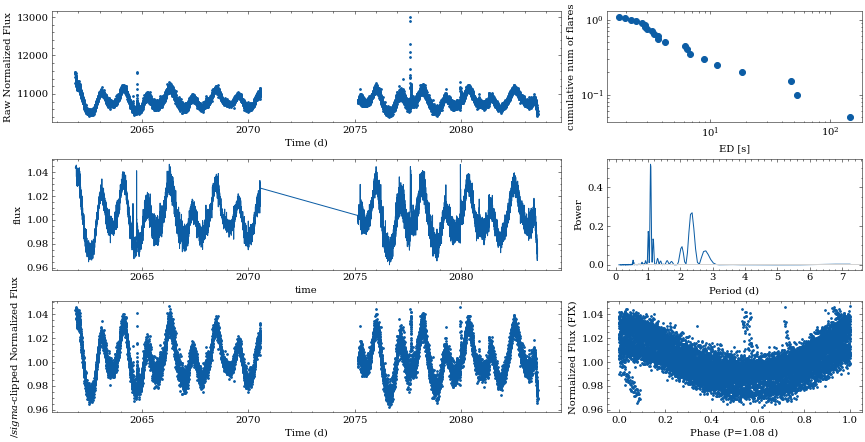 13000
11000
Raw Normalized Flux
2065 2070 2075 2080
Time (d)
10⁰
10⁻¹
cumulative num of flares
10¹ 10²
ED [s]
1.04
1.02
1.00
0.98
0.96
flux
2065 2070 2075 2080
time
0.4
0.2
0.0
Power
0 1 2 3 4 5 6 7
Period (d)
1.04
1.02
1.00
0.98
0.96
/sigma-clipped Normalized Flux
2065 2070 2075 2080
Time (d)
1.04
1.02
1.00
0.98
0.96
Normalized Flux (FIX)
0.0 0.2 0.4 0.6 0.8 1.0
Phase (P=1.08 d)